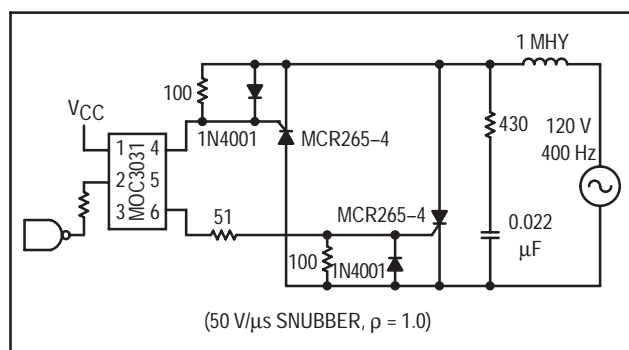 1 MHY
100
430
120 V
400 Hz
VCC
1N4001
MCR265–4
1 4
MOC3031
2 5
3 6
MCR265–4
51
0.022
µF
100
1N4001
(50 V/µs SNUBBER, ρ = 1.0)